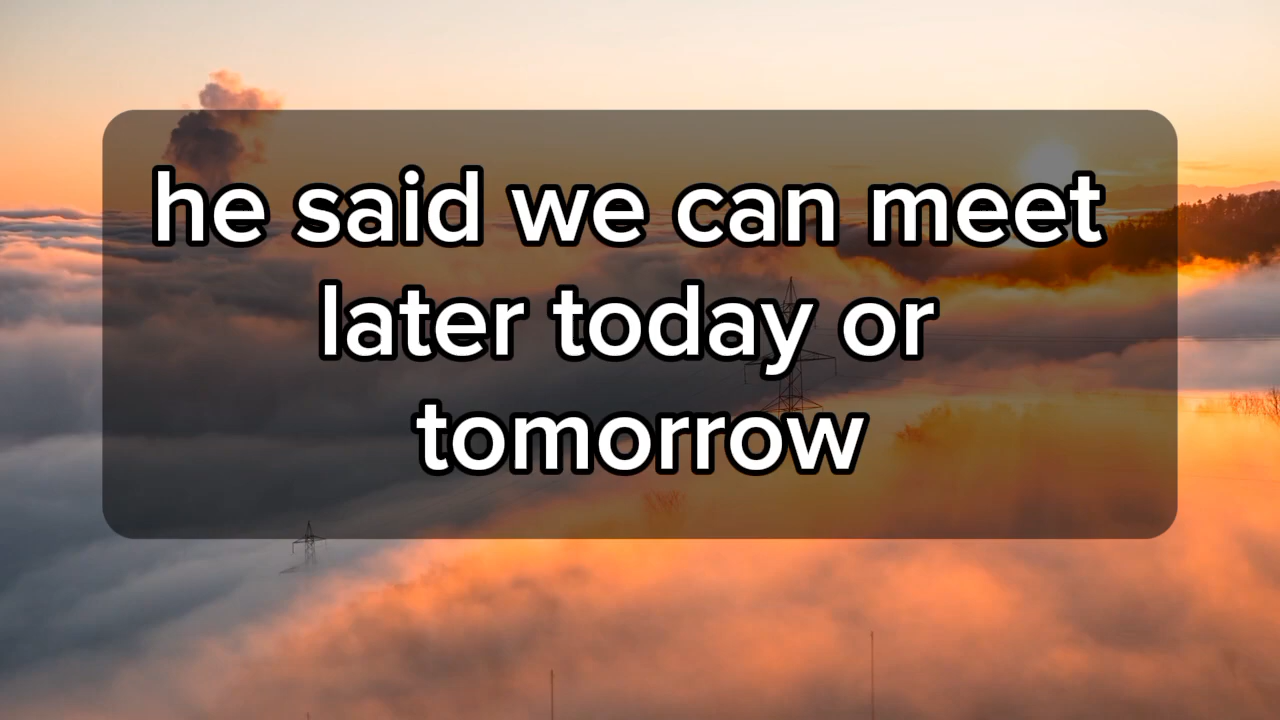 he said we can meet
later today or
tomorrow